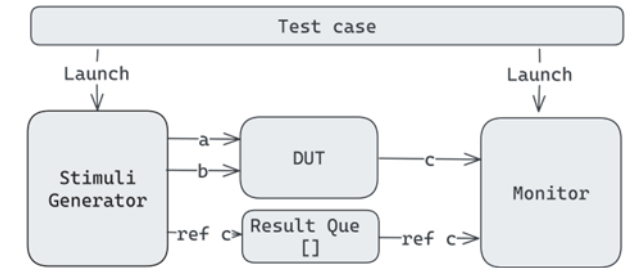 Test case
Launch
Launch
a
b
DUT
c
Stimuli
Generator
Monitor
ref c
Result Que
[]
ref c